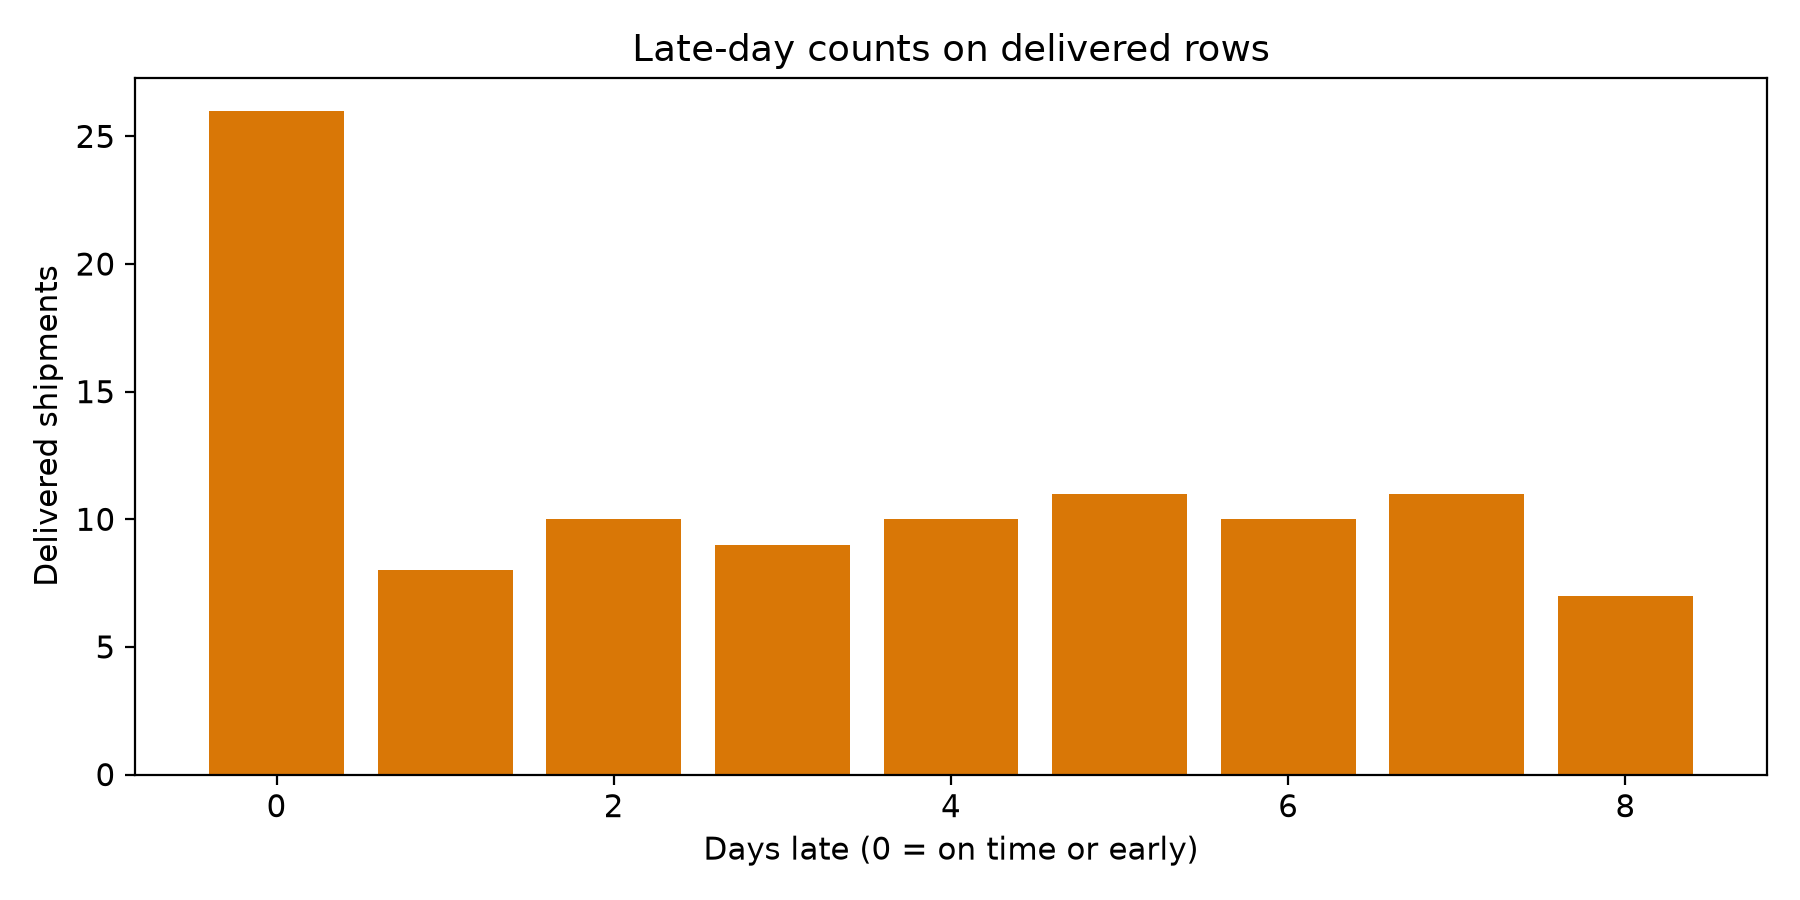 Late-day counts on delivered rows
Delivered shipments
25
20
15
10
5
0
0 2 4 6 8
Days late (0 = on time or early)